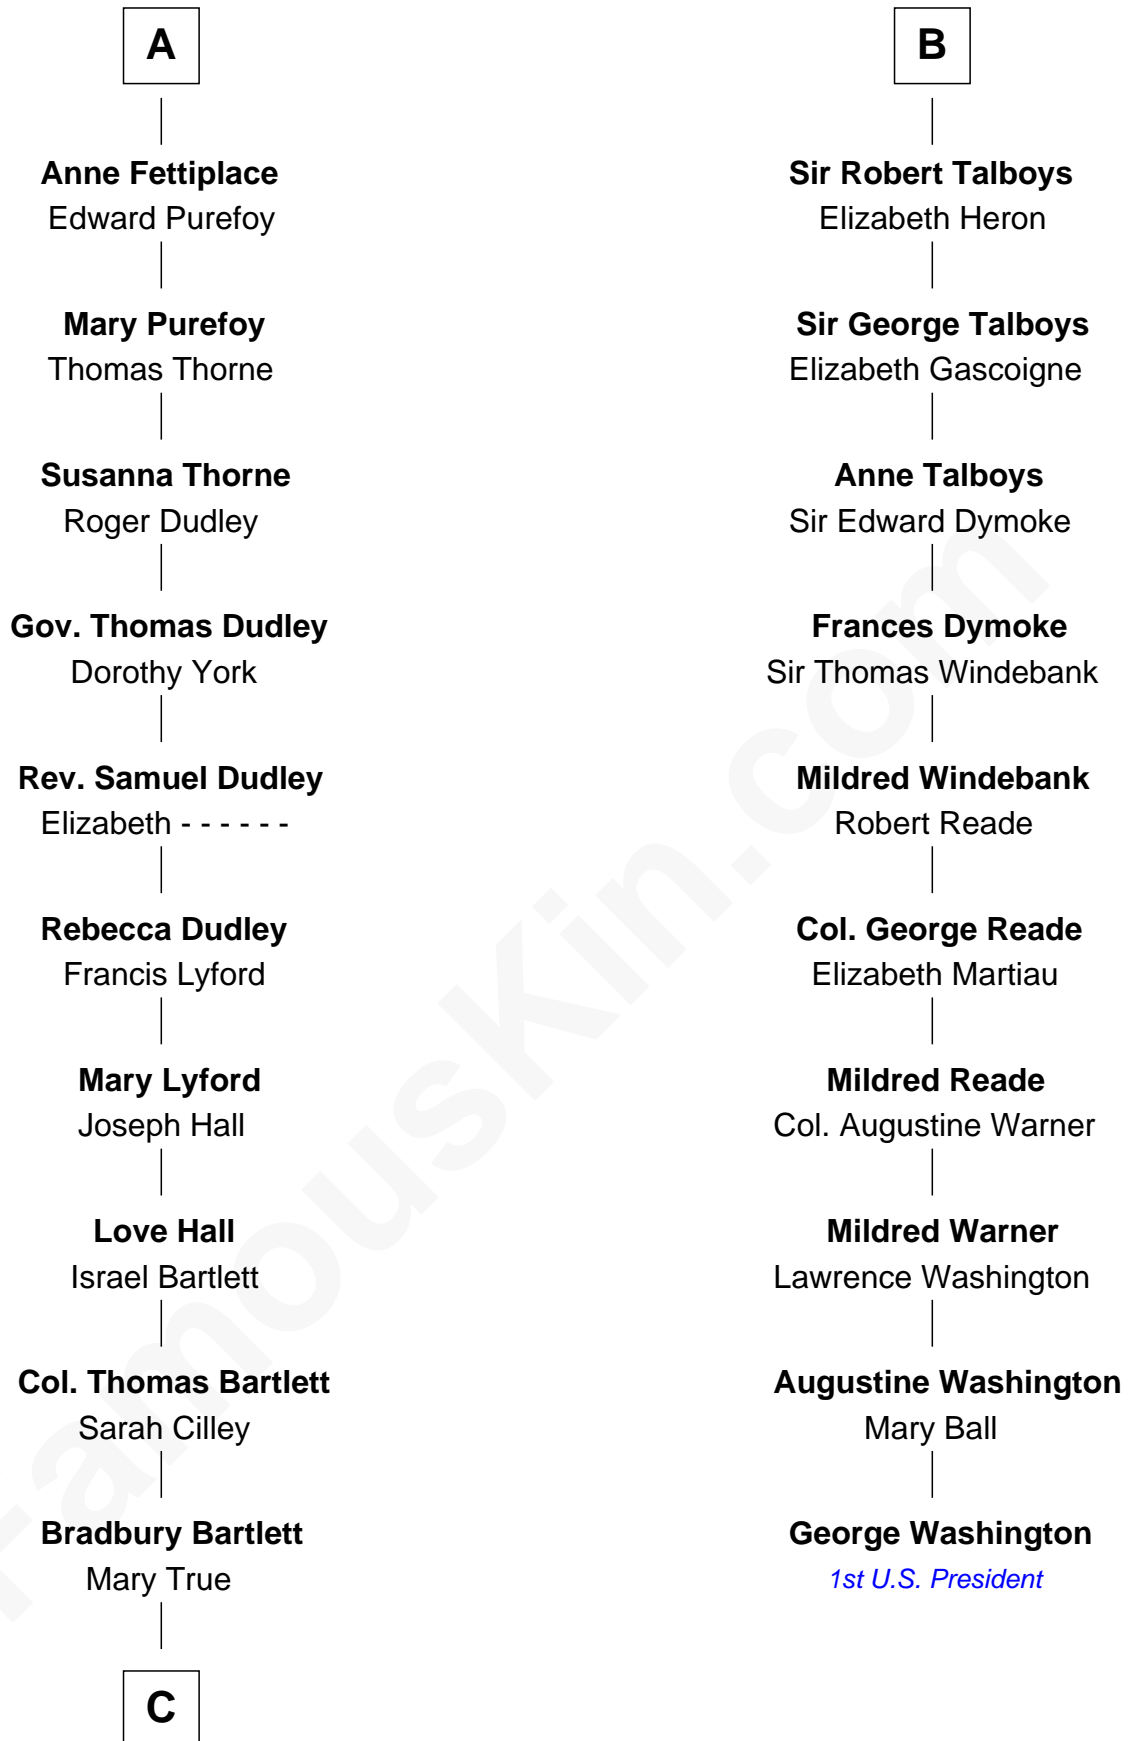 A
Anne Fettiplace
Edward Purefoy
Mary Purefoy
Thomas Thorne
Susanna Thorne
Roger Dudley
Gov. Thomas Dudley
Dorothy York
Rev. Samuel Dudley
Elizabeth - - - - - -
Rebecca Dudley
Francis Lyford
Mary Lyford
Joseph Hall
Love Hall
Israel Bartlett
Col. Thomas Bartlett
Sarah Cilley
Bradbury Bartlett
Mary True
C
B
Sir Robert Talboys
Elizabeth Heron
Sir George Talboys
Elizabeth Gascoigne
Anne Talboys
Sir Edward Dymoke
Frances Dymoke
Sir Thomas Windebank
Mildred Windebank
Robert Reade
Col. George Reade
Elizabeth Martiau
Mildred Reade
Col. Augustine Warner
Mildred Warner
Lawrence Washington
Augustine Washington
Mary Ball
George Washington
1st U.S. President
FamousKin.com